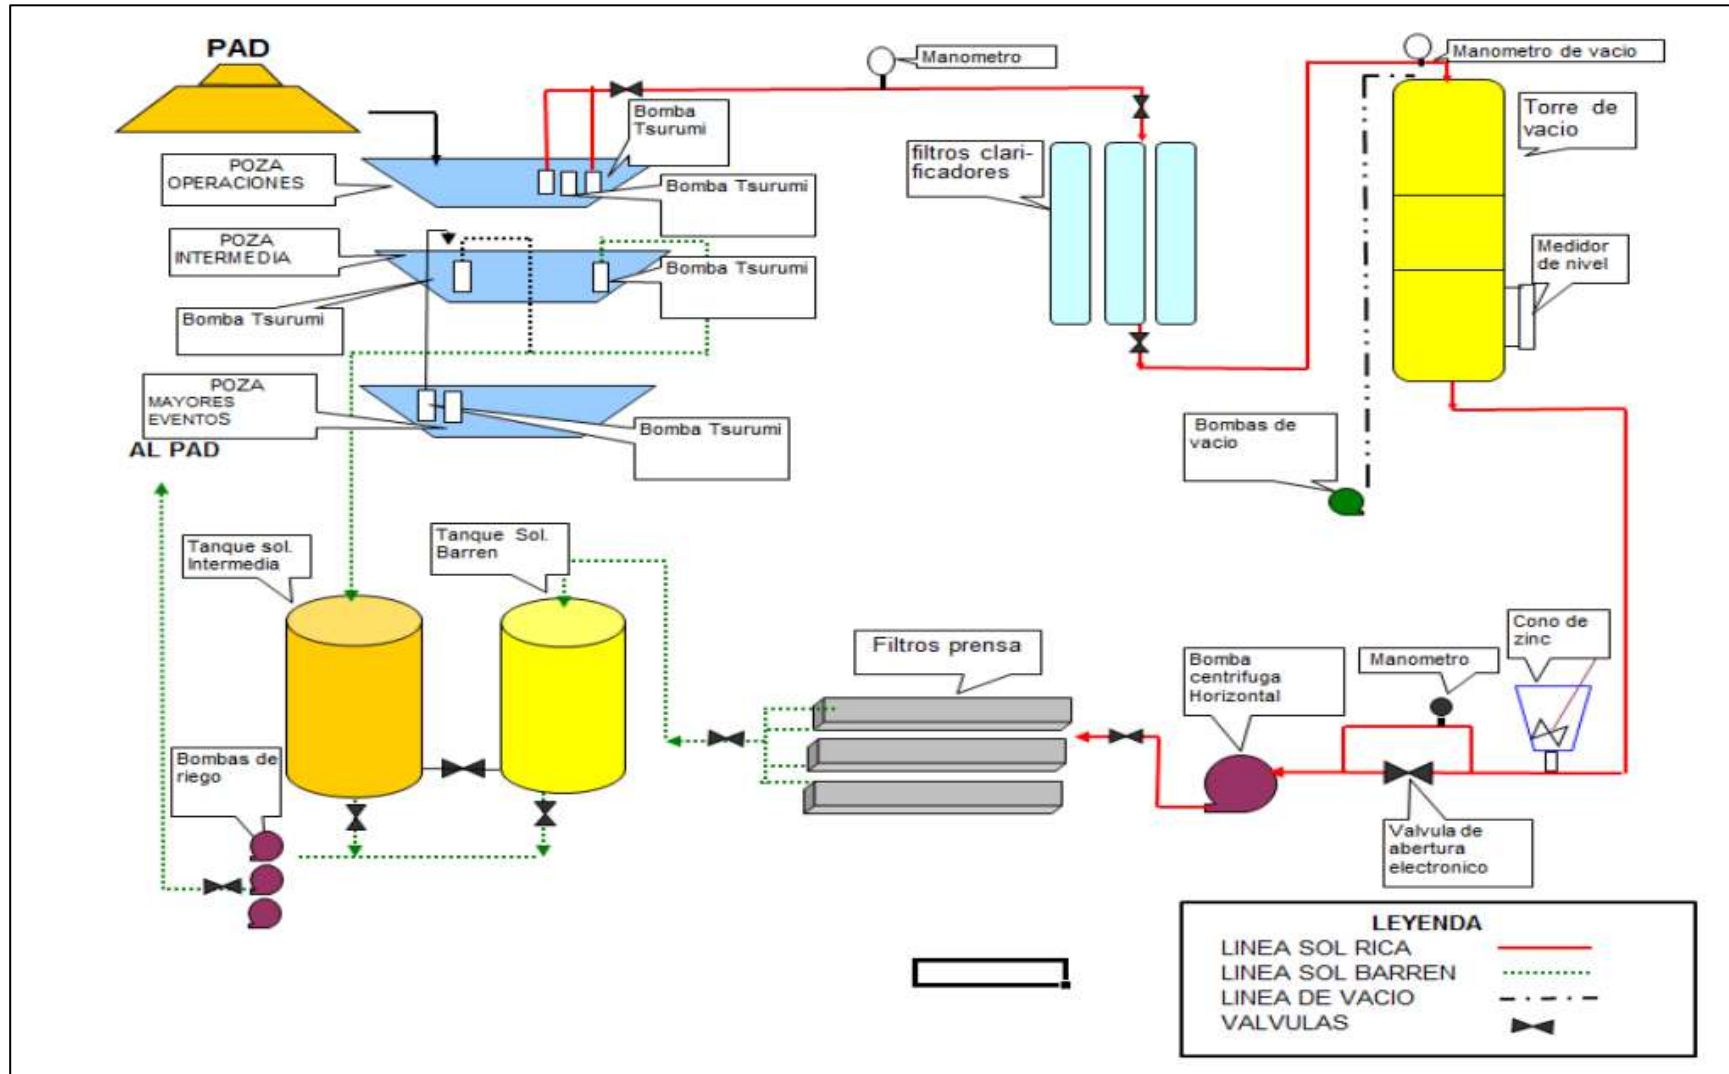 PAD
Manometro
Manometro de vacio
Bomba
Tsurumi
Torre de
vacio
POZA
OPERACIONES
filtros clari-
ficadores
Bomba Tsurumi
POZA
INTERMEDIA
Medidor
de nivel
Bomba Tsurumi
Bomba Tsurumi
POZA
MAYORES
EVENTOS
Bomba Tsurumi
Bombas de
vacio
AL PAD
Tanque sol.
Intermedia
Tanque Sol.
Barren
Cono de
zinc
Filtros prensa
Bomba
centrifuga
Horizontal
Manometro
Bombas de
riego
Valvula de
abertura
electronico
LEYENDA
LINEA SOL RICA
LINEA SOL BARREN
LINEA DE VACIO
VALVULAS